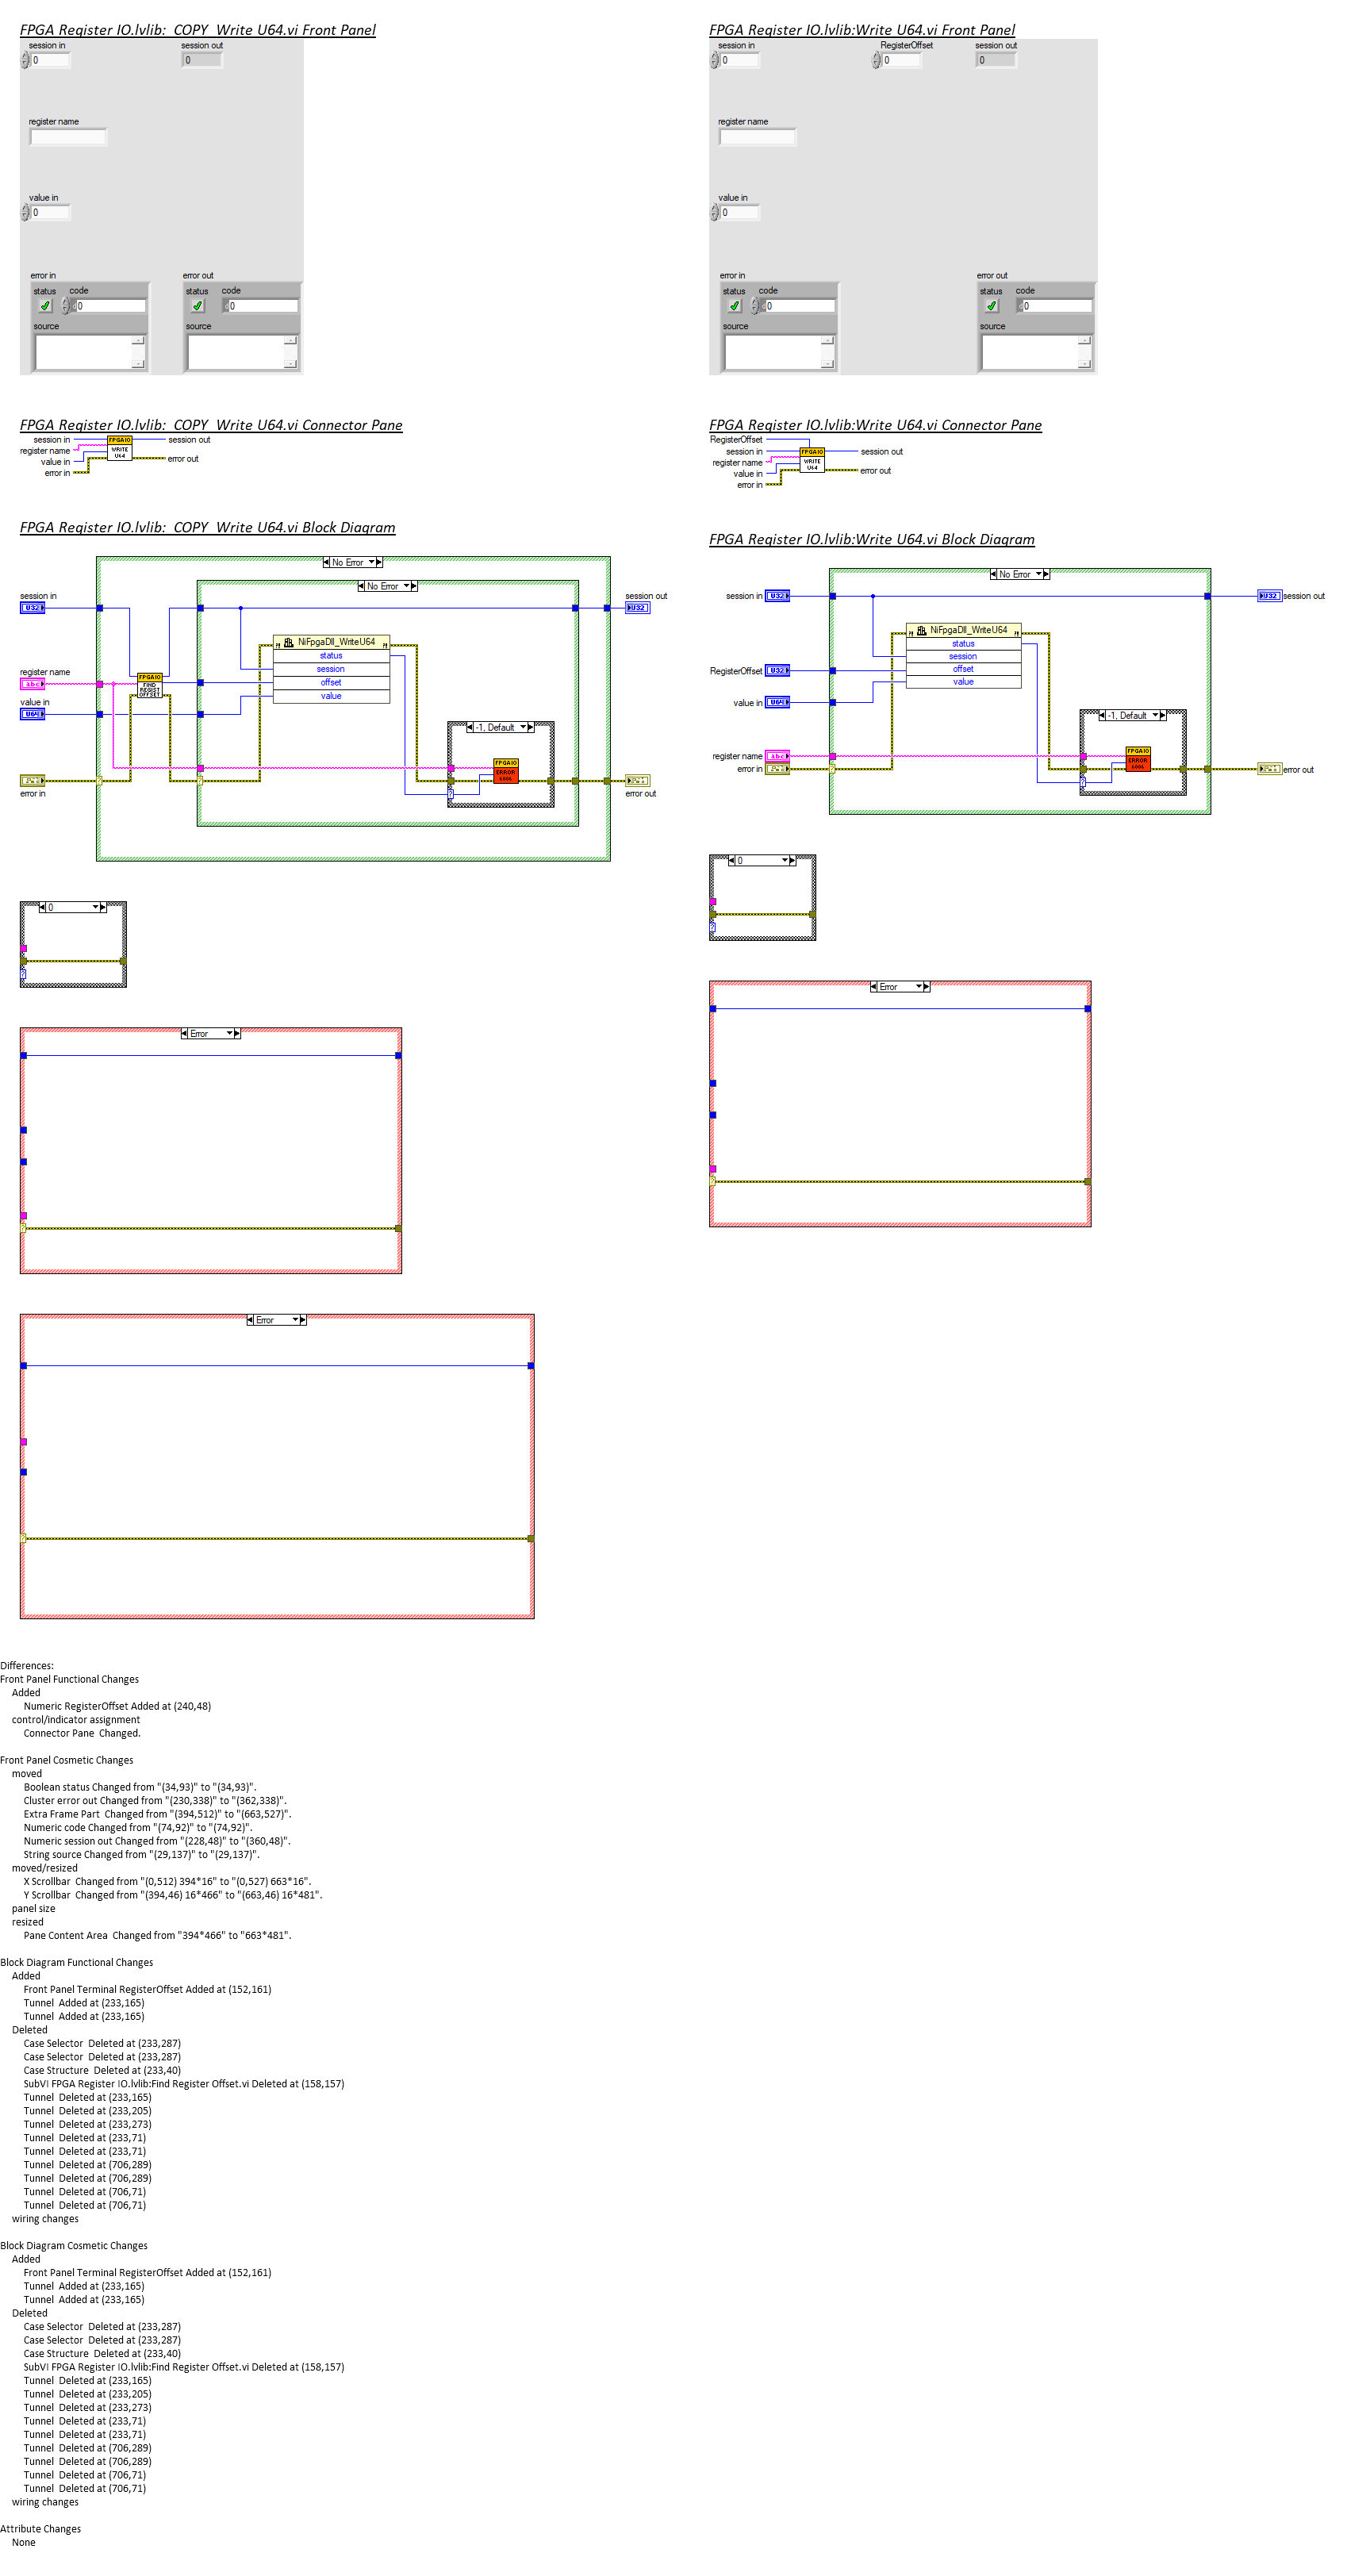 FPGA Register IO.lvlib:_COPY_Write U64.vi Front Panel
session in
session out
0
0
register name
value in
0
error in
error out
status
code
0
status
code
0
source
source
FPGA Register IO.lvlib:Write U64.vi Front Panel
session in
RegisterOffset
session out
0
0
0
register name
value in
0
error in
error out
status
code
0
status
code
0
source
source
FPGA Register IO.lvlib:_COPY_Write U64.vi Connector Pane
session in
register name
value in
error in
FPGAIO
WRITE
U64
session out
error out
FPGA Register IO.lvlib:Write U64.vi Connector Pane
RegisterOffset
session in
register name
value in
error in
FPGAIO
WRITE
U64
session out
error out
FPGA Register IO.lvlib:_COPY_Write U64.vi Block Diagram
No Error
No Error
session in
U32
session out
U32
NiFpgaDll_WriteU64
status
session
offset
value
register name
abc
FPGAIO
FIND
REGIST
OFFSET
value in
U64
-1, Default
FPGAIO
ERROR
error in
error out
0
Error
Error
FPGA Register IO.lvlib:Write U64.vi Block Diagram
No Error
session in
U32
U32
session out
NiFpgaDll_WriteU64
status
session
offset
value
RegisterOffset
U32
value in
U64
-1, Default
register name
abc
FPGAIO
ERROR
error in
error out
0
Error
Differences:
Front Panel Functional Changes
Added
Numeric RegisterOffset Added at (240,48)
control/indicator assignment
Connector Pane  Changed.
Front Panel Cosmetic Changes
moved
Boolean status Changed from "(34,93)" to "(34,93)".
Cluster error out Changed from "(230,338)" to "(362,338)".
Extra Frame Part  Changed from "(394,512)" to "(663,527)".
Numeric code Changed from "(74,92)" to "(74,92)".
Numeric session out Changed from "(228,48)" to "(360,48)".
String source Changed from "(29,137)" to "(29,137)".
moved/resized
X Scrollbar  Changed from "(0,512) 394*16" to "(0,527) 663*16".
Y Scrollbar  Changed from "(394,46) 16*466" to "(663,46) 16*481".
panel size
resized
Pane Content Area  Changed from "394*466" to "663*481".
Block Diagram Functional Changes
Added
Front Panel Terminal RegisterOffset Added at (152,161)
Tunnel  Added at (233,165)
Tunnel  Added at (233,165)
Deleted
Case Selector  Deleted at (233,287)
Case Selector  Deleted at (233,287)
Case Structure  Deleted at (233,40)
SubVI FPGA Register IO.lvlib:Find Register Offset.vi Deleted at (158,157)
Tunnel  Deleted at (233,165)
Tunnel  Deleted at (233,205)
Tunnel  Deleted at (233,273)
Tunnel  Deleted at (233,71)
Tunnel  Deleted at (233,71)
Tunnel  Deleted at (706,289)
Tunnel  Deleted at (706,289)
Tunnel  Deleted at (706,71)
Tunnel  Deleted at (706,71)
wiring changes
Block Diagram Cosmetic Changes
Added
Front Panel Terminal RegisterOffset Added at (152,161)
Tunnel  Added at (233,165)
Tunnel  Added at (233,165)
Deleted
Case Selector  Deleted at (233,287)
Case Selector  Deleted at (233,287)
Case Structure  Deleted at (233,40)
SubVI FPGA Register IO.lvlib:Find Register Offset.vi Deleted at (158,157)
Tunnel  Deleted at (233,165)
Tunnel  Deleted at (233,205)
Tunnel  Deleted at (233,273)
Tunnel  Deleted at (233,71)
Tunnel  Deleted at (233,71)
Tunnel  Deleted at (706,289)
Tunnel  Deleted at (706,289)
Tunnel  Deleted at (706,71)
Tunnel  Deleted at (706,71)
wiring changes
Attribute Changes
None